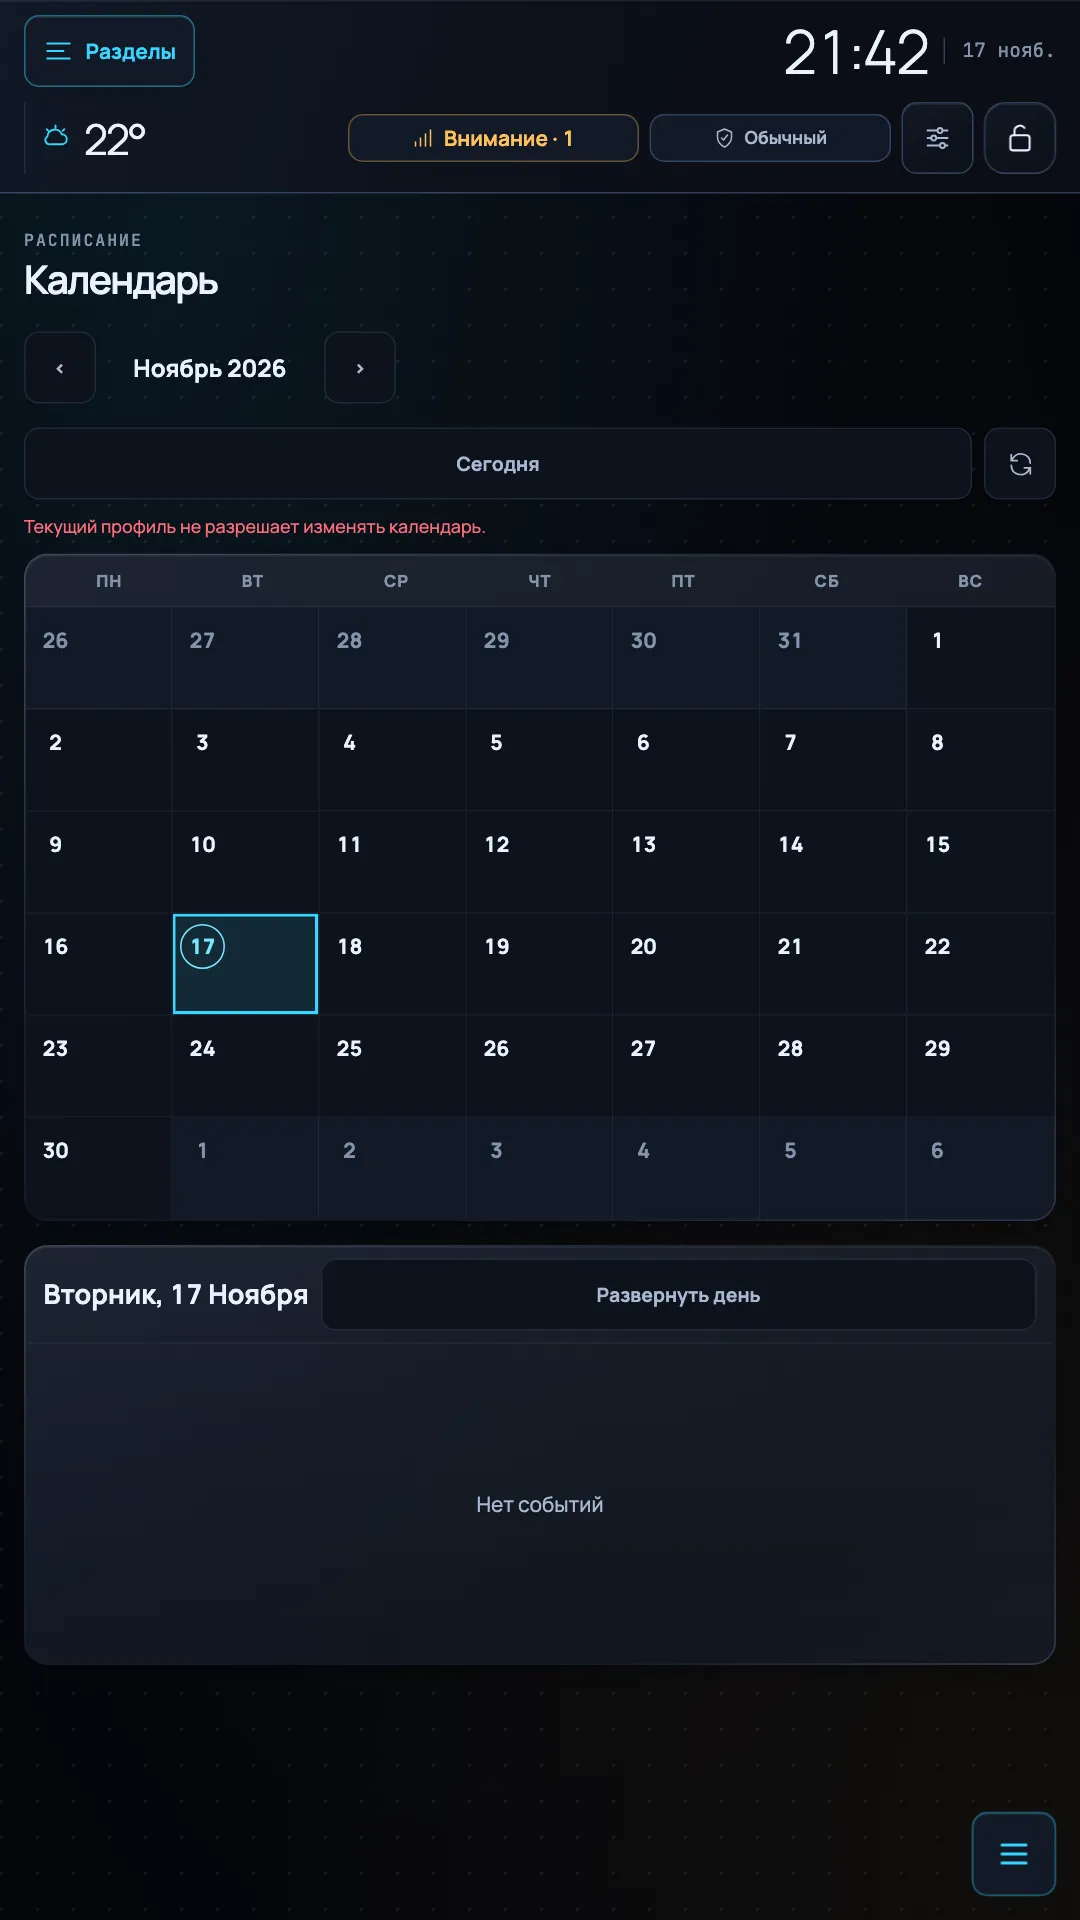 Разделы
21:42
17 нояб.
22°
Внимание · 1
Обычный
РАСПИСАНИЕ
Календарь
‹ Ноябрь 2026 ›
Сегодня
Текущий профиль не разрешает изменять календарь.
ПН ВТ СР ЧТ ПТ СБ ВС
26 27 28 29 30 31 1
2 3 4 5 6 7 8
9 10 11 12 13 14 15
16 17 18 19 20 21 22
23 24 25 26 27 28 29
30 1 2 3 4 5 6
Вторник, 17 Ноября
Развернуть день
Нет событий